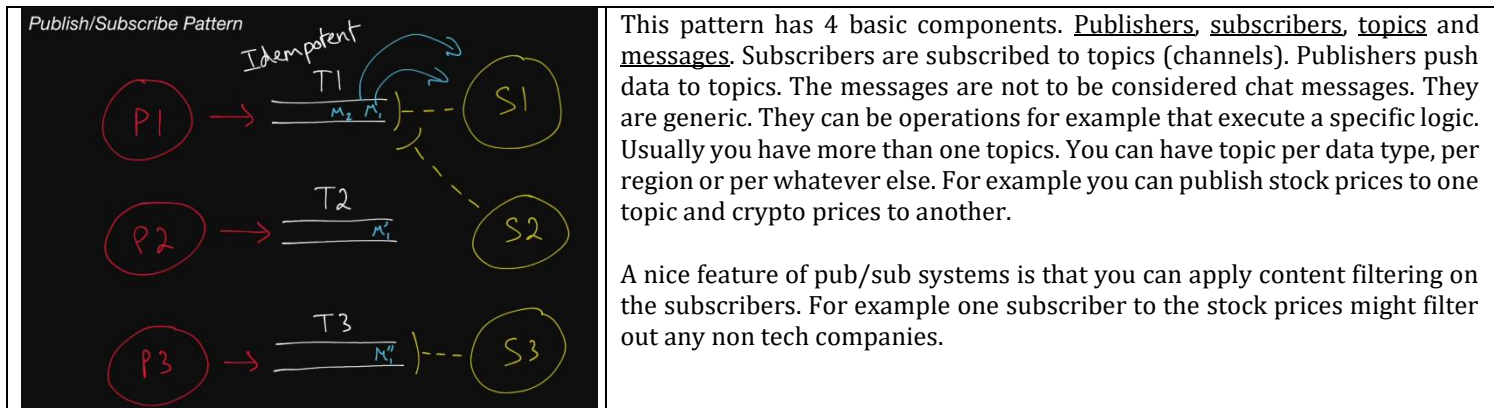 Publish/Subscribe Pattern
Idempotent
T1
P1
M2 M1
S1
T2
P2
M1'
S2
T3
P3
M1''
S3
This pattern has 4 basic components. Publishers, subscribers, topics and
messages. Subscribers are subscribed to topics (channels). Publishers push
data to topics. The messages are not to be considered chat messages. They
are generic. They can be operations for example that execute a specific logic.
Usually you have more than one topics. You can have topic per data type, per
region or per whatever else. For example you can publish stock prices to one
topic and crypto prices to another.
A nice feature of pub/sub systems is that you can apply content filtering on
the subscribers. For example one subscriber to the stock prices might filter
out any non tech companies.